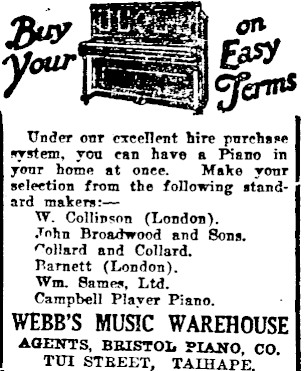 Buy Your on Easy Terms
Under our excellent hire purchase
system, you can have a Piano in
your home at once. Make your
selection from the following stand-
ard makers:—
W. Collinson (London).
John Broadwood and Sons.
Collard and Collard.
Barnett (London).
Wm. Sames, Ltd.
Campbell Player Piano.
WEBB'S MUSIC WAREHOUSE
AGENTS, BRISTOL PIANO, CO.
TUI STREET, TAIHAPE.